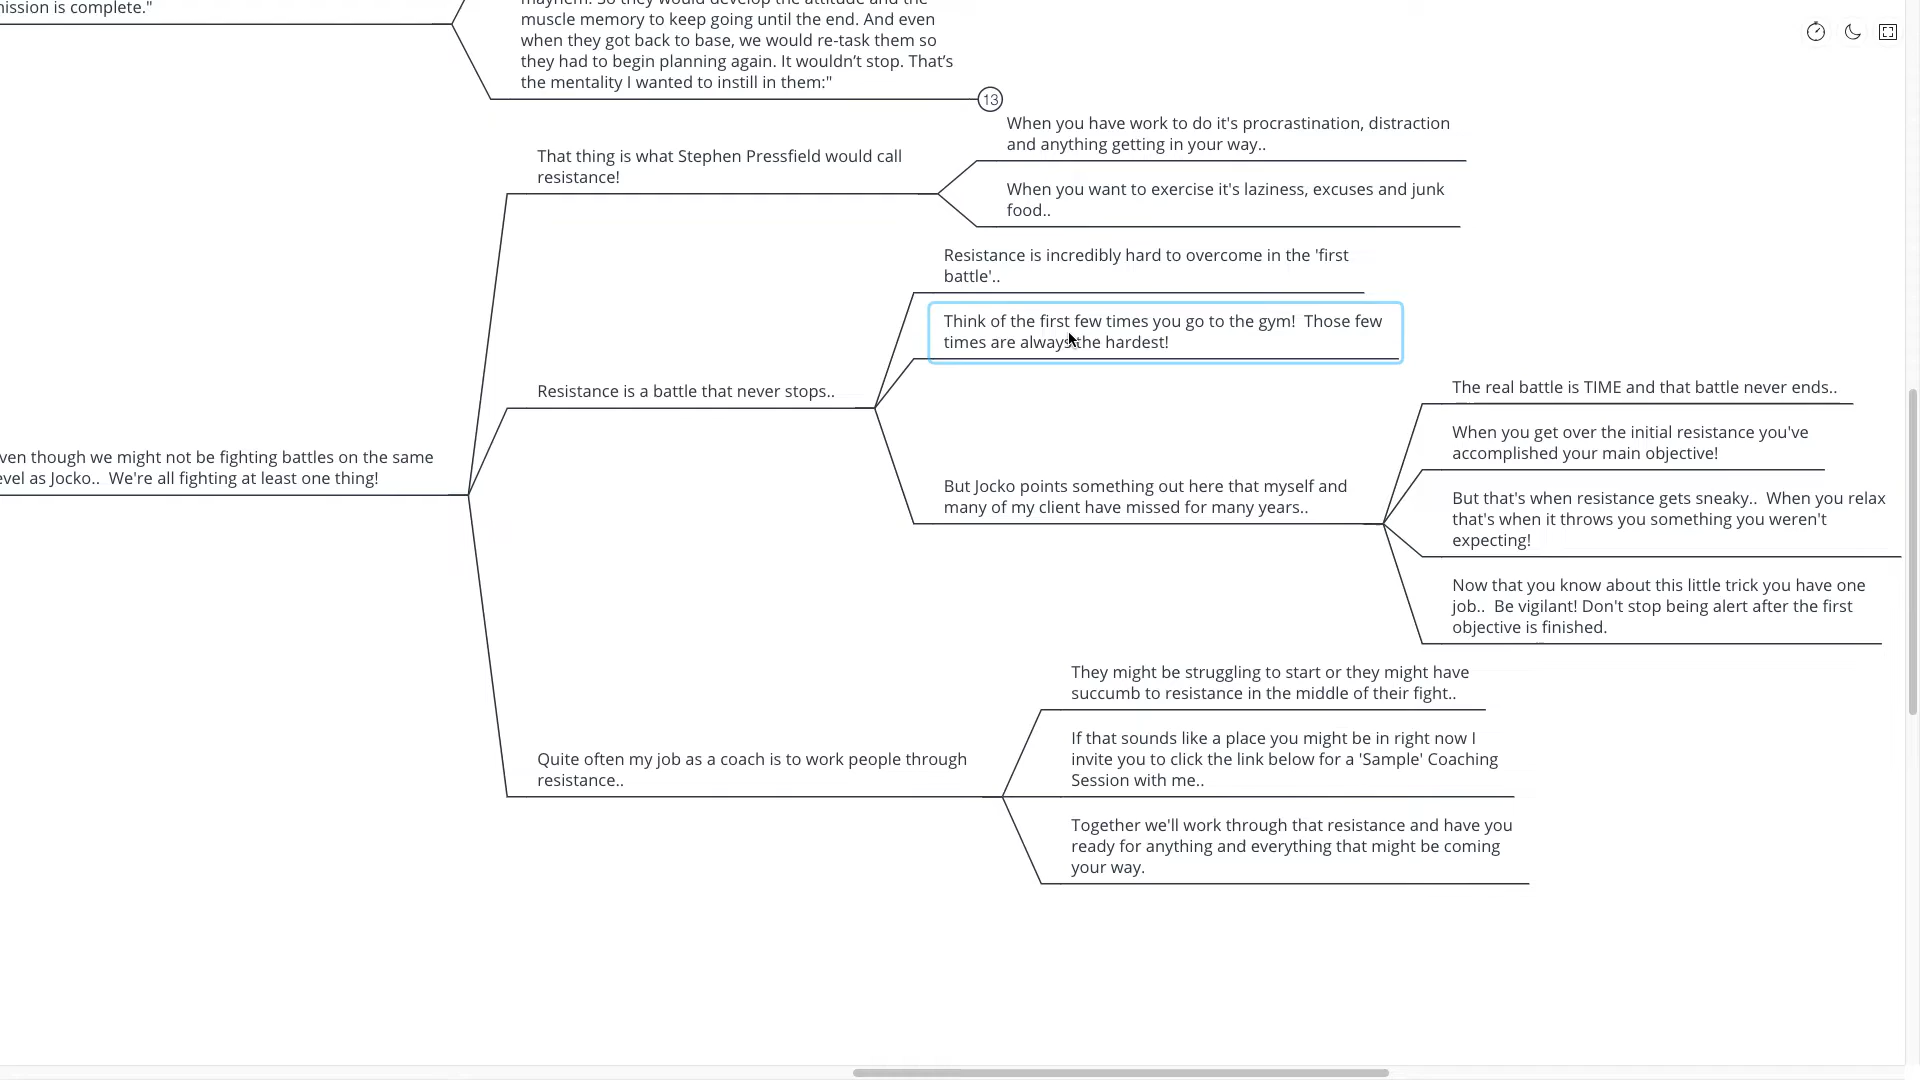 nission is complete."
mayhem. So they would develop the attitude and the
muscle memory to keep going until the end. And even
when they got back to base, we would re-task them so
they had to begin planning again. It wouldn’t stop. That’s
the mentality I wanted to instill in them:"
13
That thing is what Stephen Pressfield would call
resistance!
When you have work to do it's procrastination, distraction
and anything getting in your way..
When you want to exercise it's laziness, excuses and junk
food..
Resistance is a battle that never stops..
Resistance is incredibly hard to overcome in the 'first
battle'..
Think of the first few times you go to the gym!  Those few
times are always the hardest!
But Jocko points something out here that myself and
many of my client have missed for many years..
The real battle is TIME and that battle never ends..
When you get over the initial resistance you've
accomplished your main objective!
But that's when resistance gets sneaky..  When you relax
that's when it throws you something you weren't
expecting!
Now that you know about this little trick you have one
job..  Be vigilant! Don't stop being alert after the first
objective is finished.
ven though we might not be fighting battles on the same
evel as Jocko..  We're all fighting at least one thing!
Quite often my job as a coach is to work people through
resistance..
They might be struggling to start or they might have
succumb to resistance in the middle of their fight..
If that sounds like a place you might be in right now I
invite you to click the link below for a 'Sample' Coaching
Session with me..
Together we'll work through that resistance and have you
ready for anything and everything that might be coming
your way.